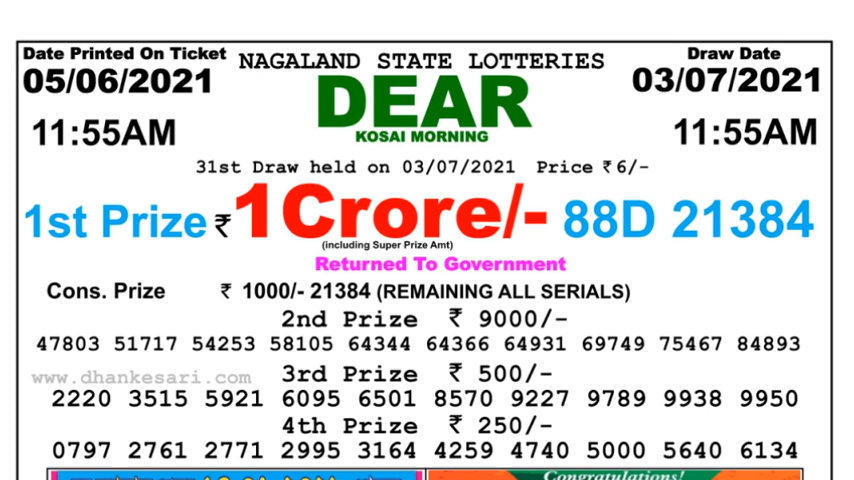 Date Printed On Ticket NAGALAND STATE LOTTERIES Draw Date
05/06/2021 DEAR 03/07/2021
11:55AM KOSAI MORNING 11:55AM
31st Draw held on 03/07/2021 Price ₹6/-
1st Prize ₹1Crore/- 88D 21384
(including Super Prize Amt)
Returned To Government
Cons. Prize ₹ 1000/- 21384 (REMAINING ALL SERIALS)
2nd Prize ₹ 9000/-
47803 51717 54253 58105 64344 64366 64931 69749 75467 84893
www.dhankesari.com 3rd Prize ₹ 500/-
2220 3515 5921 6095 6501 8570 9227 9789 9938 9950
4th Prize ₹ 250/-
0797 2761 2771 2995 3164 4259 4740 5000 5640 6134
Congratulations!